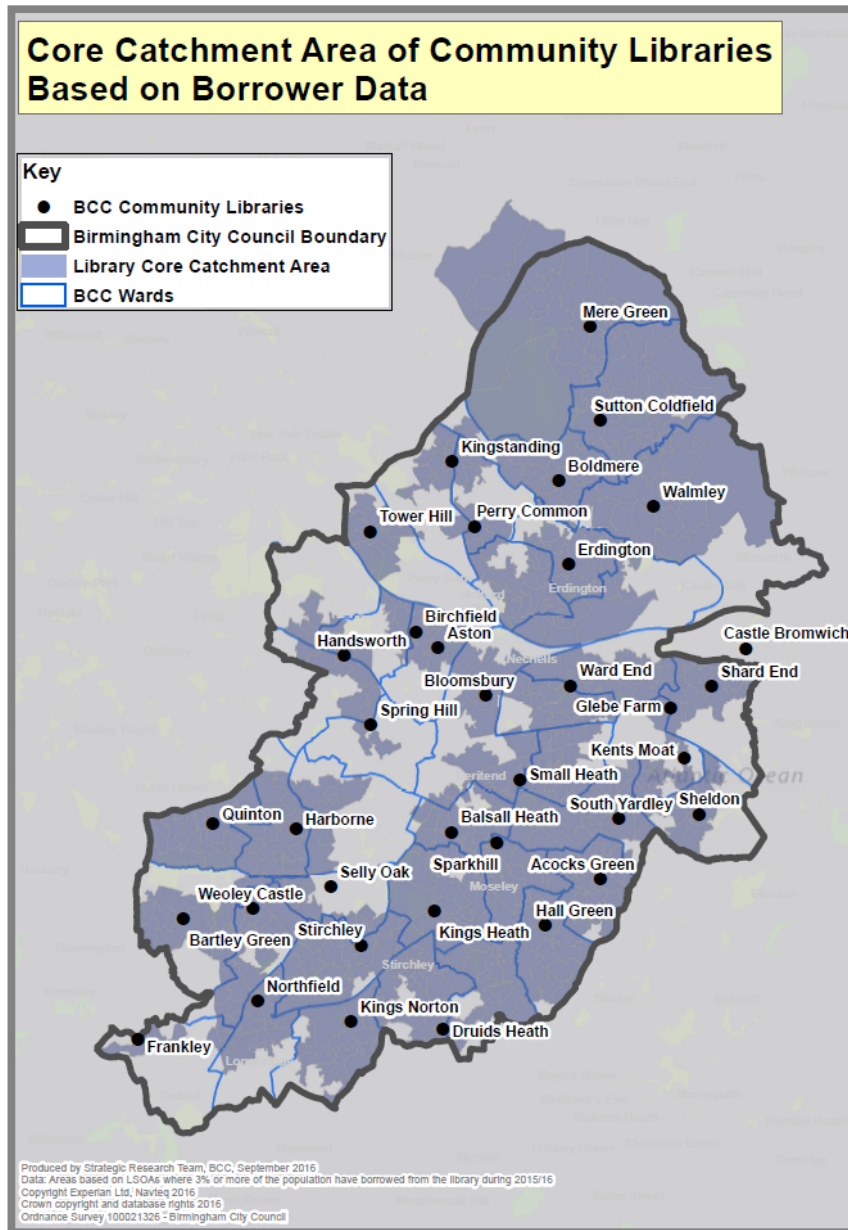 Core Catchment Area of Community Libraries
Based on Borrower Data
Key
BCC Community Libraries
Birmingham City Council Boundary
Library Core Catchment Area
BCC Wards
Mere Green
Sutton Coldfield
Kingstanding
Boldmere
Walmley
Tower Hill
Perry Common
Erdington
Erdington
Birchfield
Handsworth
Aston
Castle Bromwich
Nechells
Ward End
Shard End
Bloomsbury
Glebe Farm
Spring Hill
Kents Moat
Small Heath
Atlantic Ocean
Quinton
Harborne
Balsall Heath
South Yardley
Sheldon
Sparkhill
Acocks Green
Selly Oak
Moseley
Weoley Castle
Hall Green
Bartley Green
Stirchley
Kings Heath
Stirchley
Northfield
Kings Norton
Druids Heath
Frankley
Produced by Strategic Research Team, BCC, September 2016
Data: Areas based on LSOAs where 3% or more of the population have borrowed from the library during 2015/16
Copyright Experian Ltd, Navteq 2016
Crown copyright and database rights 2016
Ordnance Survey 100021326 - Birmingham City Council